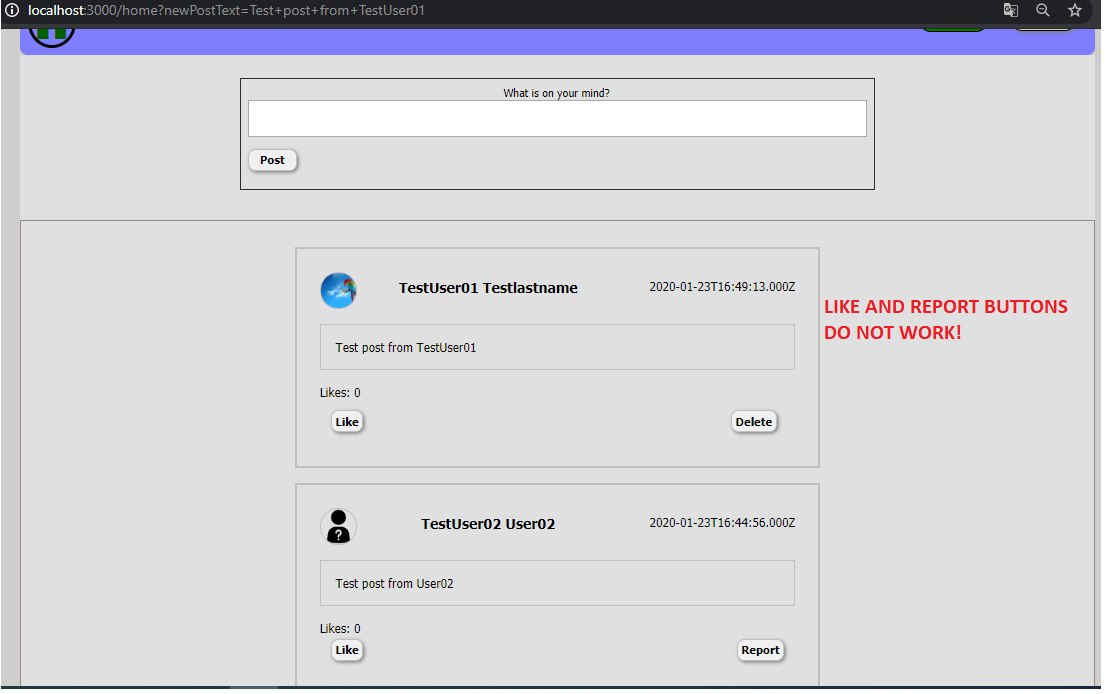 localhost:3000/home?newPostText=Test+post+from+TestUser01
What is on your mind?
Post
TestUser01 Testlastname
2020-01-23T16:49:13.000Z
LIKE AND REPORT BUTTONS
DO NOT WORK!
Test post from TestUser01
Likes: 0
Like
Delete
TestUser02 User02
2020-01-23T16:44:56.000Z
Test post from User02
Likes: 0
Like
Report